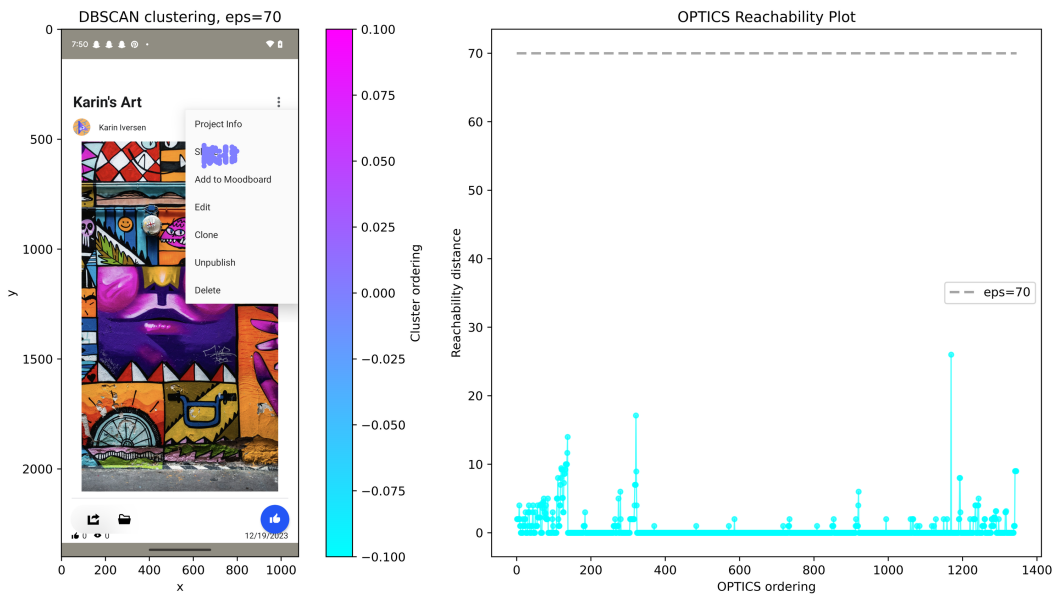 DBSCAN clustering, eps=70
0
500
1000
1500
2000
y
0 200 400 600 800 1000
x
7:50
Karin's Art
Karin Iversen
Project Info
Add to Moodboard
Edit
Clone
Unpublish
Delete
0 0 12/19/2023
0.100
0.075
0.050
0.025
0.000
−0.025
−0.050
−0.075
−0.100
Cluster ordering
OPTICS Reachability Plot
70
60
50
40
30
20
10
0
Reachability distance
eps=70
0 200 400 600 800 1000 1200 1400
OPTICS ordering